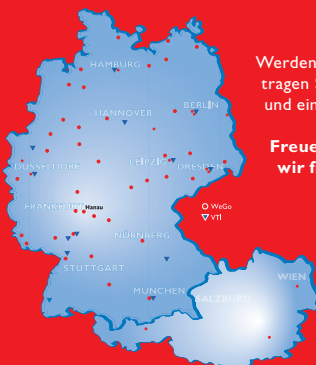 HAMBURG
Werden
BERLIN
tragen S
HANNOVER
und ein
DÜSSELDORF
LEIPZIG
DRESDEN
Freue
wir f
FRANKFURT
Hanau
WeGo
VTI
NÜRNBERG
STUTTGART
WIEN
MÜNCHEN
SALZBURG